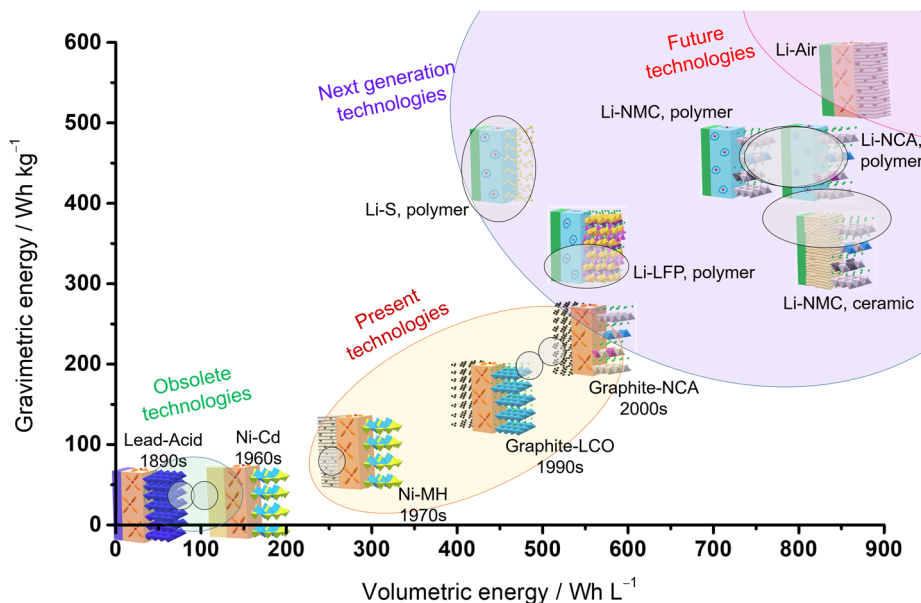 600
500
400
300
200
100
0
Gravimetric energy / Wh kg⁻¹
0
100
200
300
400
500
600
700
800
900
Volumetric energy / Wh L⁻¹
Next generation
technologies
Future
technologies
Li-Air
Li-NMC, polymer
Li-NCA,
polymer
Li-S, polymer
Li-LFP, polymer
Li-NMC, ceramic
Present
technologies
Obsolete
technologies
Lead-Acid
1890s
Ni-Cd
1960s
Ni-MH
1970s
Graphite-LCO
1990s
Graphite-NCA
2000s